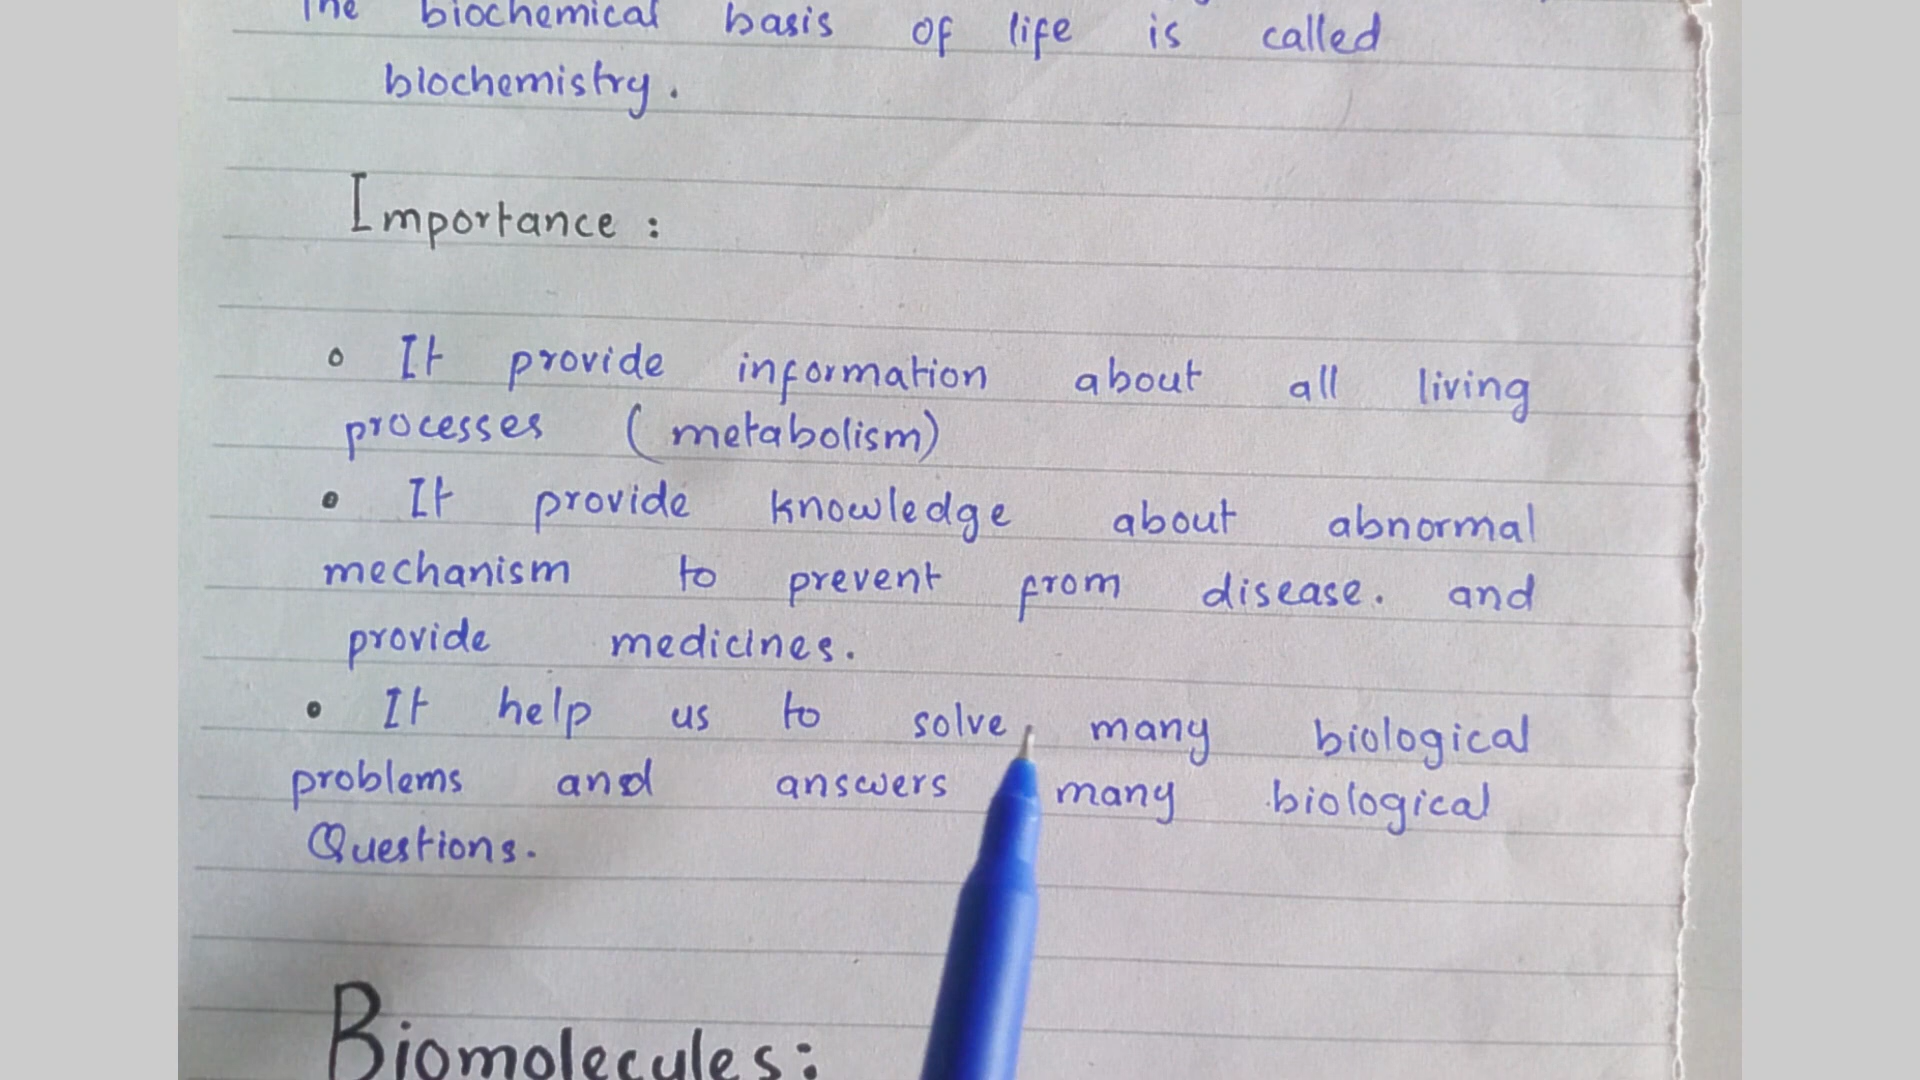 The biochemical basis of life is called
biochemistry.
Importance :
It provide information about all living
processes (metabolism)
It provide knowledge about abnormal
mechanism to prevent from disease. and
provide medicines.
It help us to solve many biological
problems and answers many biological
Questions.
Biomolecules: